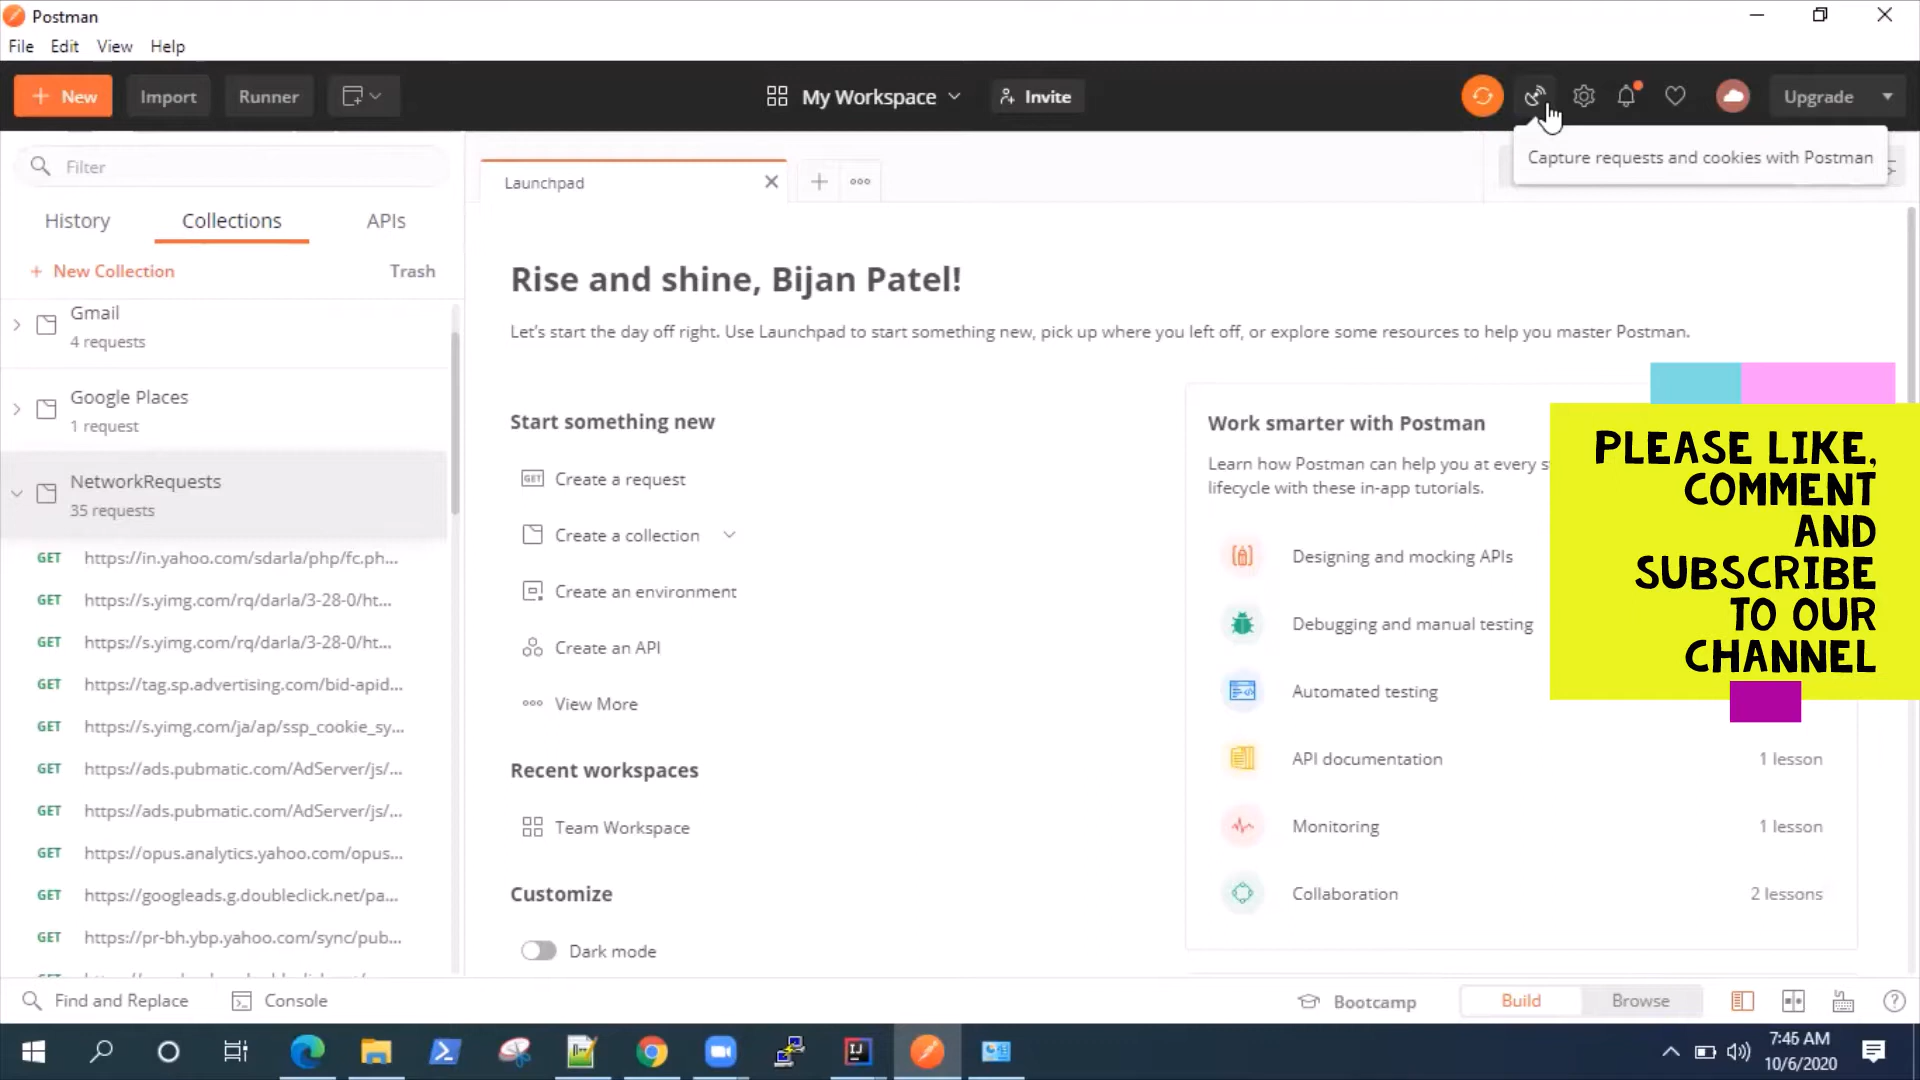 Postman
File Edit View Help
+ New Import Runner My Workspace Invite Upgrade
Capture requests and cookies with Postman
Filter
Launchpad
History Collections APIs
+ New Collection Trash
Gmail
4 requests
Google Places
1 request
NetworkRequests
35 requests
GET https://in.yahoo.com/sdarla/php/fc.ph...
GET https://s.yimg.com/rq/darla/3-28-0/ht...
GET https://s.yimg.com/rq/darla/3-28-0/ht...
GET https://tag.sp.advertising.com/bid-apid...
GET https://s.yimg.com/ja/ap/ssp_cookie_sy...
GET https://ads.pubmatic.com/AdServer/js/...
GET https://ads.pubmatic.com/AdServer/js/...
GET https://opus.analytics.yahoo.com/opus...
GET https://googleads.g.doubleclick.net/pa...
GET https://pr-bh.ybp.yahoo.com/sync/pub...
Rise and shine, Bijan Patel!
Let's start the day off right. Use Launchpad to start something new, pick up where you left off, or explore some resources to help you master Postman.
Start something new
GET Create a request
Create a collection
Create an environment
Create an API
View More
Recent workspaces
Team Workspace
Customize
Dark mode
Work smarter with Postman
Learn how Postman can help you at every
lifecycle with these in-app tutorials.
Designing and mocking APIs
Debugging and manual testing
Automated testing
API documentation 1 lesson
Monitoring 1 lesson
Collaboration 2 lessons
PLEASE LIKE,
COMMENT
AND
SUBSCRIBE
TO OUR
CHANNEL
Find and Replace Console Bootcamp Build Browse
7:45 AM
10/6/2020